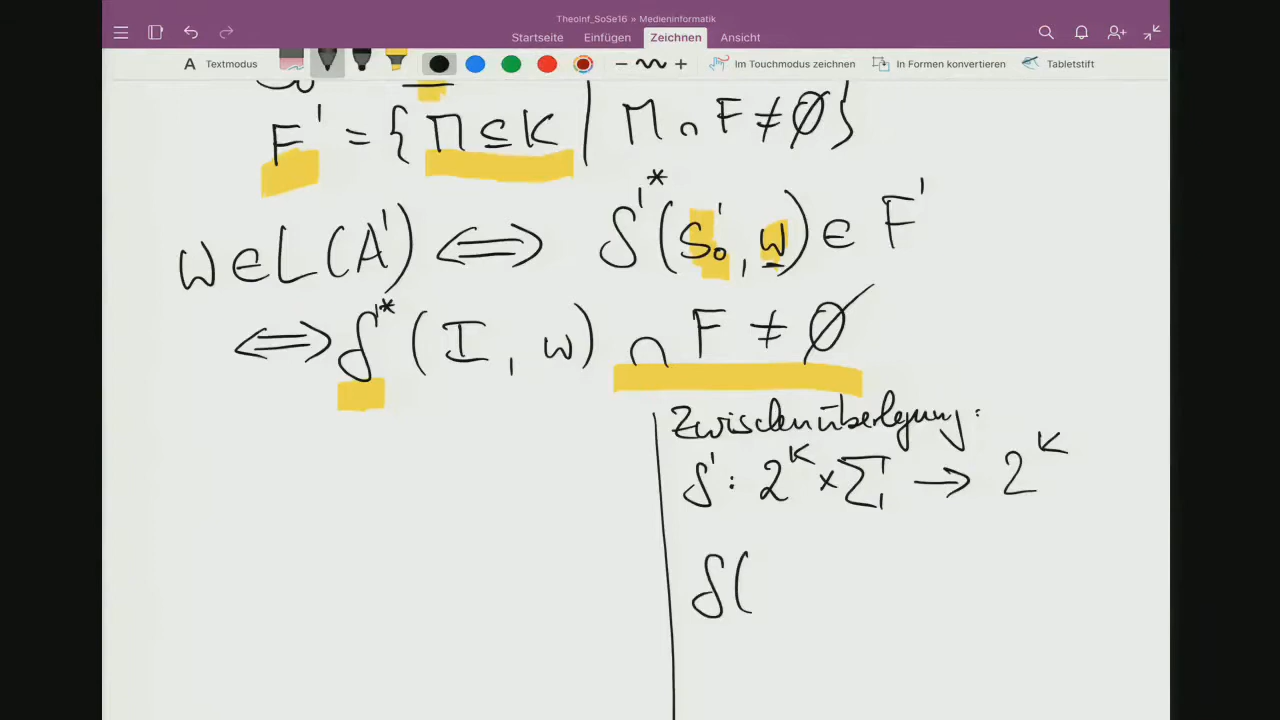 TheoInf_SoSe16 » Medieninformatik
Startseite Einfügen Zeichnen Ansicht
A Textmodus Im Touchmodus zeichnen In Formen konvertieren Tabletstift
F' = { M ⊆ K | M ∩ F ≠ ∅ }
w ∈ L(A') ⟺ δ'*(s₀', w) ∈ F'
⟺ δ'*(I, w) ∩ F ≠ ∅
Zwischenüberlegung:
δ': 2^K × Σ → 2^K
δ(